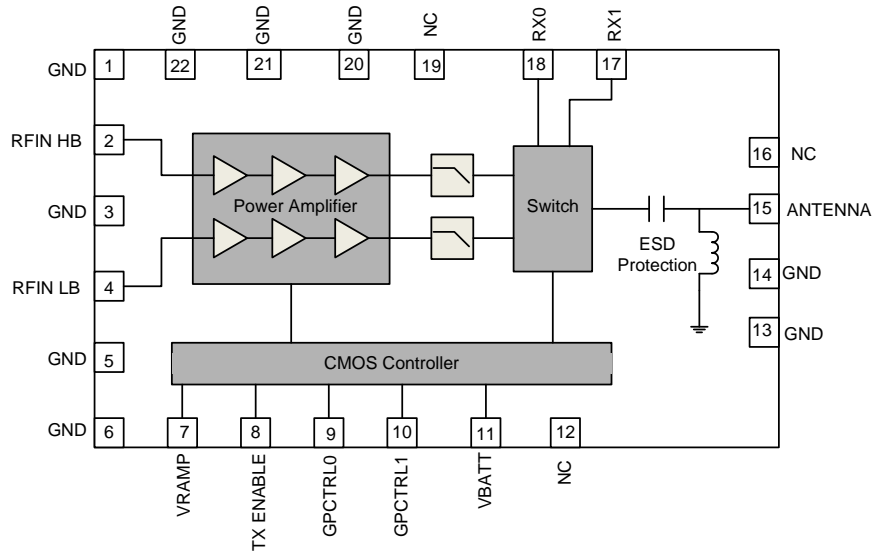 GND
GND
GND
NC
RX0
RX1
GND 1
22
21
20
19
18
17
RFIN HB 2
16 NC
GND 3
Power Amplifier
Switch
15 ANTENNA
ESD
Protection
RFIN LB 4
14 GND
13 GND
GND 5
CMOS Controller
GND 6
7
8
9
10
11
12
VRAMP
TX ENABLE
GPCTRL0
GPCTRL1
VBATT
NC